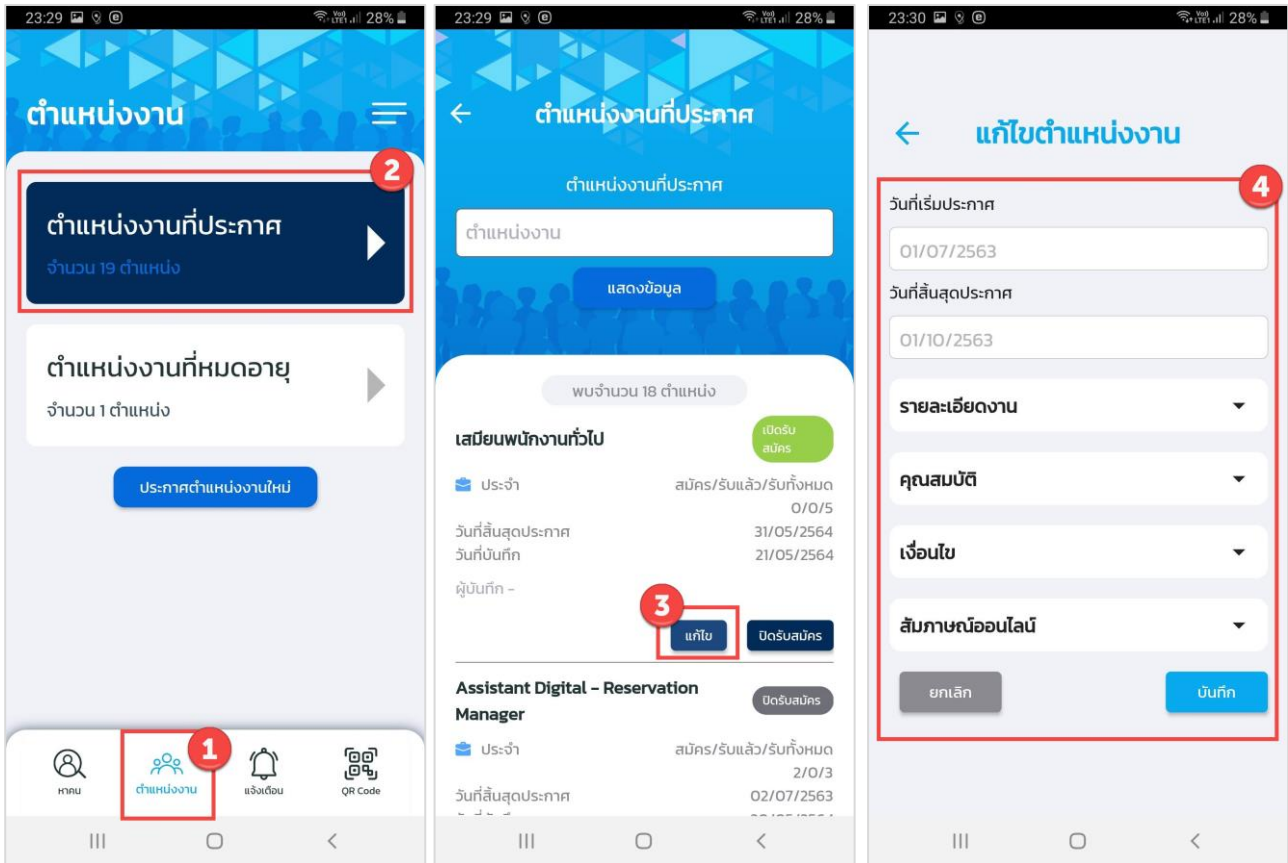 23:29 28%
ตำแหน่งงาน
2
ตำแหน่งงานที่ประกาศ
จำนวน 19 ตำแหน่ง
ตำแหน่งงานที่หมดอายุ
จำนวน 1 ตำแหน่ง
ประกาศตำแหน่งงานใหม่
1
หาคน ตำแหน่งงาน แจ้งเตือน QR Code
23:29 28%
ตำแหน่งงานที่ประกาศ
ตำแหน่งงานที่ประกาศ
ตำแหน่งงาน
แสดงข้อมูล
พบจำนวน 18 ตำแหน่ง
เสมียนพนักงานทั่วไป
เปิดรับ
สมัคร
ประจำ สมัคร/รับแล้ว/รับทั้งหมด
0/0/5
วันที่สิ้นสุดประกาศ 31/05/2564
วันที่บันทึก 21/05/2564
ผู้บันทึก -
3
แก้ไข ปิดรับสมัคร
Assistant Digital - Reservation
Manager
ปิดรับสมัคร
ประจำ สมัคร/รับแล้ว/รับทั้งหมด
2/0/3
วันที่สิ้นสุดประกาศ 02/07/2563
23:30 28%
แก้ไขตำแหน่งงาน
4
วันที่เริ่มประกาศ
01/07/2563
วันที่สิ้นสุดประกาศ
01/10/2563
รายละเอียดงาน
คุณสมบัติ
เงื่อนไข
สัมภาษณ์ออนไลน์
ยกเลิก บันทึก